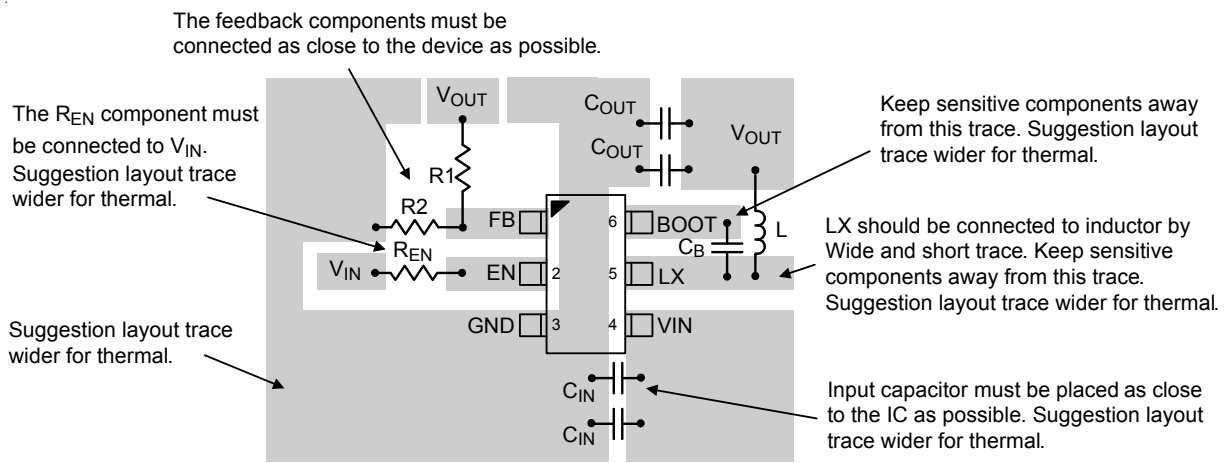 The feedback components must be
connected as close to the device as possible.
The REN component must
be connected to VIN.
Suggestion layout trace
wider for thermal.
Suggestion layout trace
wider for thermal.
VOUT
R1
R2
REN
VIN
FB
EN
GND
2
3
6
5
4
BOOT
LX
VIN
COUT
COUT
VOUT
CB
L
CIN
CIN
Keep sensitive components away
from this trace. Suggestion layout
trace wider for thermal.
LX should be connected to inductor by
Wide and short trace. Keep sensitive
components away from this trace.
Suggestion layout trace wider for thermal.
Input capacitor must be placed as close
to the IC as possible. Suggestion layout
trace wider for thermal.